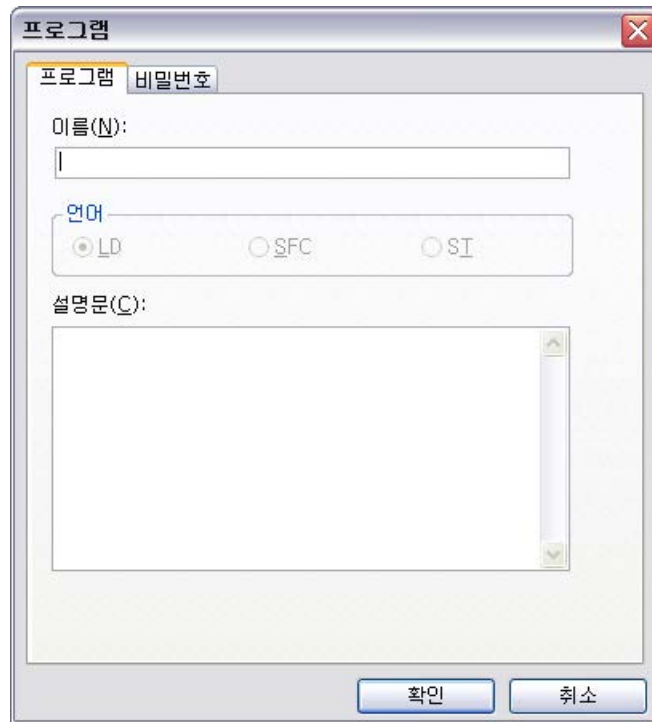 프로그램
프로그램 비밀번호
이름(N):
언어
LD SFC ST
설명문(C):
확인 취소